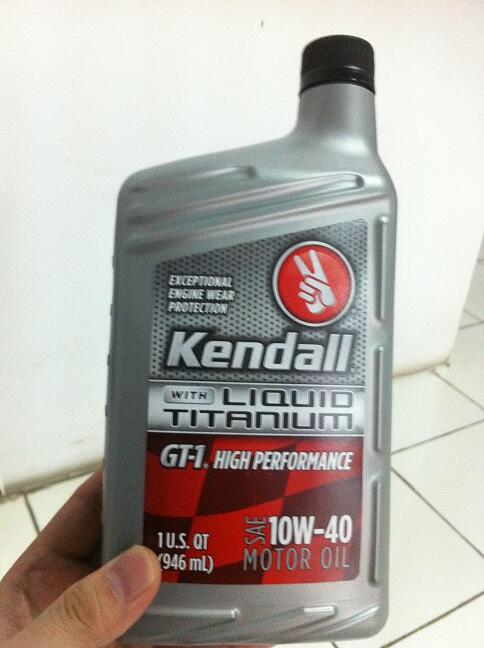 EXCEPTIONAL
ENGINE WEAR
PROTECTION
Kendall
WITH LIQUID
TITANIUM
GT-1® HIGH PERFORMANCE
1 U.S. QT
(946 mL)
SAE 10W-40
MOTOR OIL